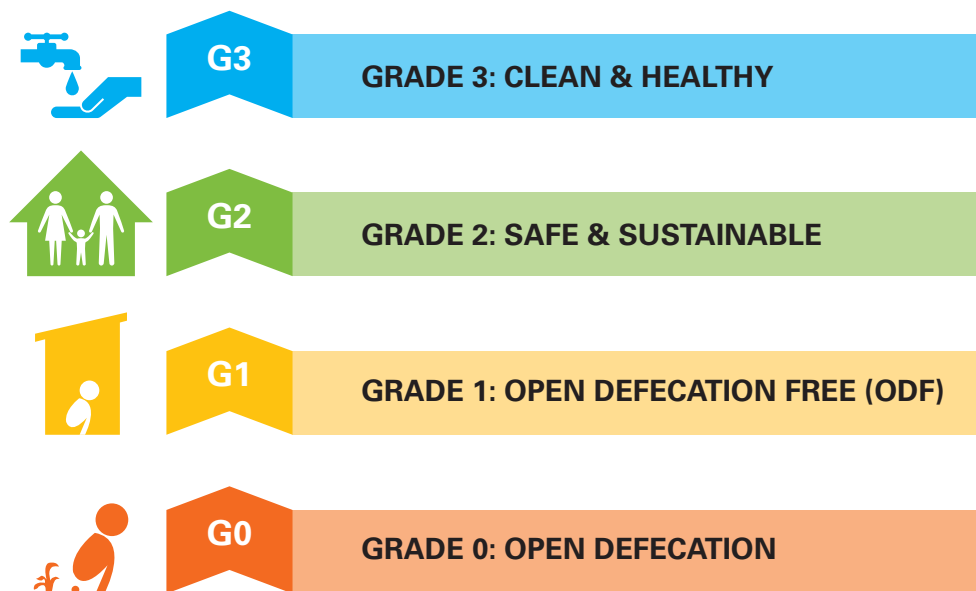 G3
GRADE 3: CLEAN & HEALTHY
G2
GRADE 2: SAFE & SUSTAINABLE
G1
GRADE 1: OPEN DEFECATION FREE (ODF)
G0
GRADE 0: OPEN DEFECATION